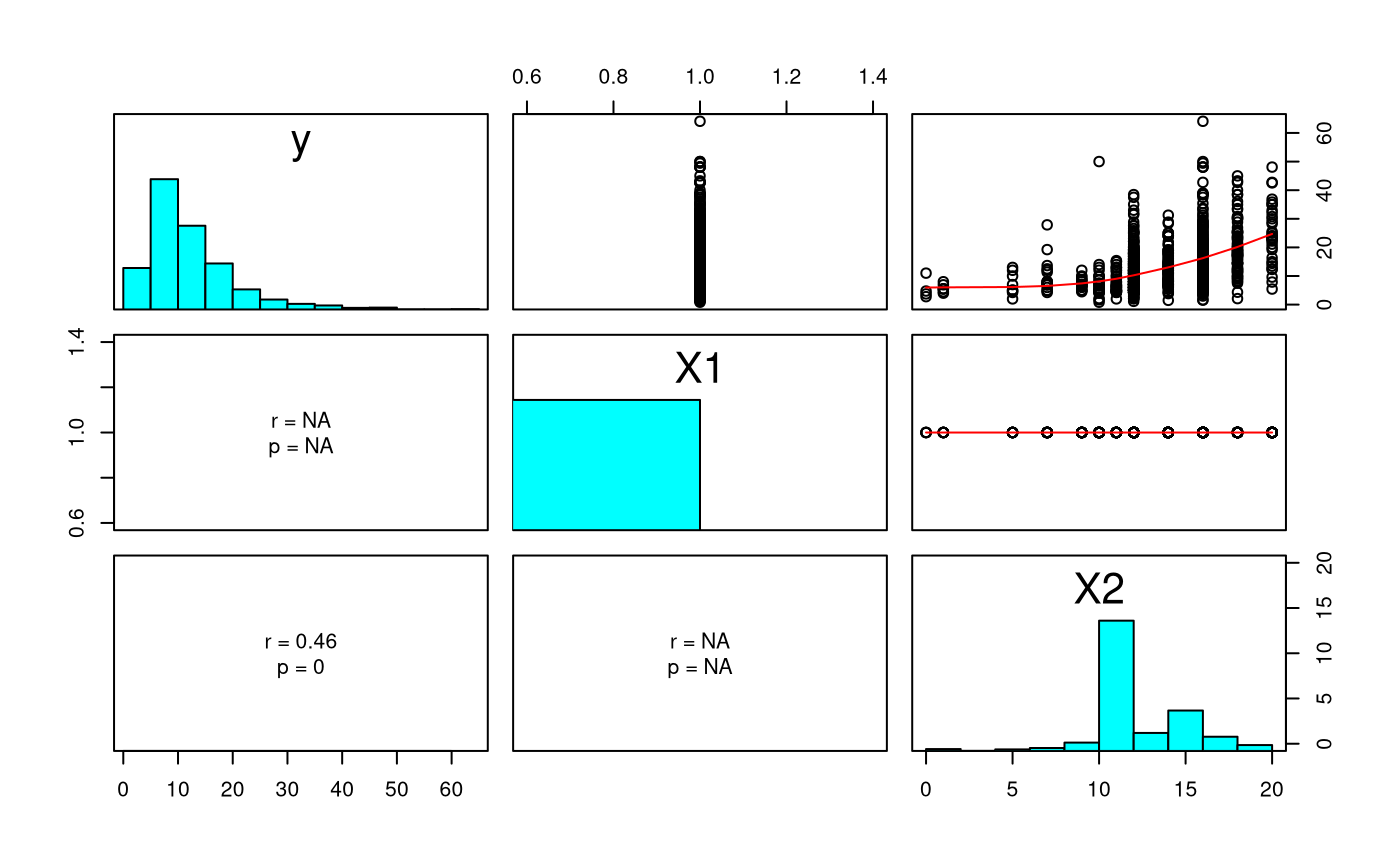 0.6 0.8 1.0 1.2 1.4
y
0 20 40 60
0.6 1.0 1.4
r = NA
p = NA
X1
r = 0.46
p = 0
r = NA
p = NA
X2
0 5 10 15 20
0 10 20 30 40 50 60
0 5 10 15 20